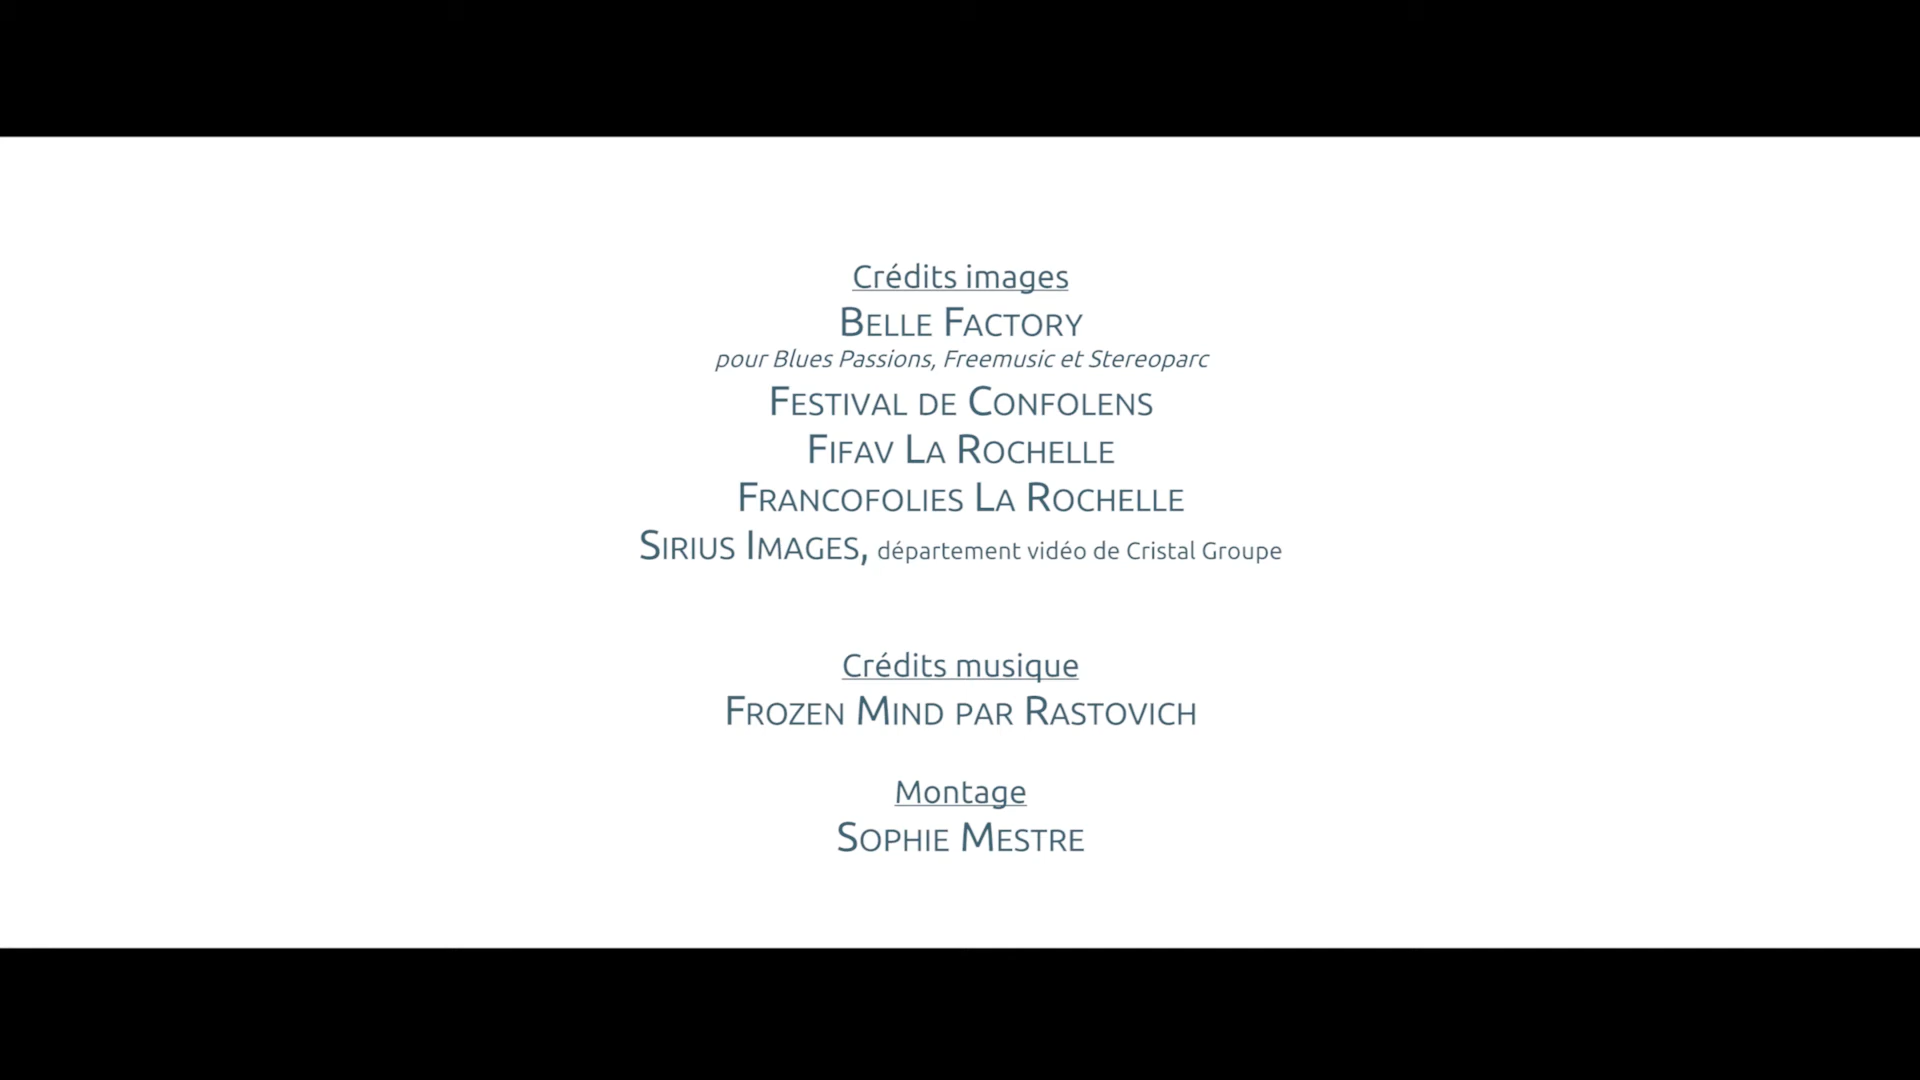 Crédits images
Belle Factory
pour Blues Passions, Freemusic et Stereoparc
Festival de Confolens
Fifav La Rochelle
Francofolies La Rochelle
Sirius Images, département vidéo de Cristal Groupe
Crédits musique
Frozen Mind par Rastovich
Montage
Sophie Mestre